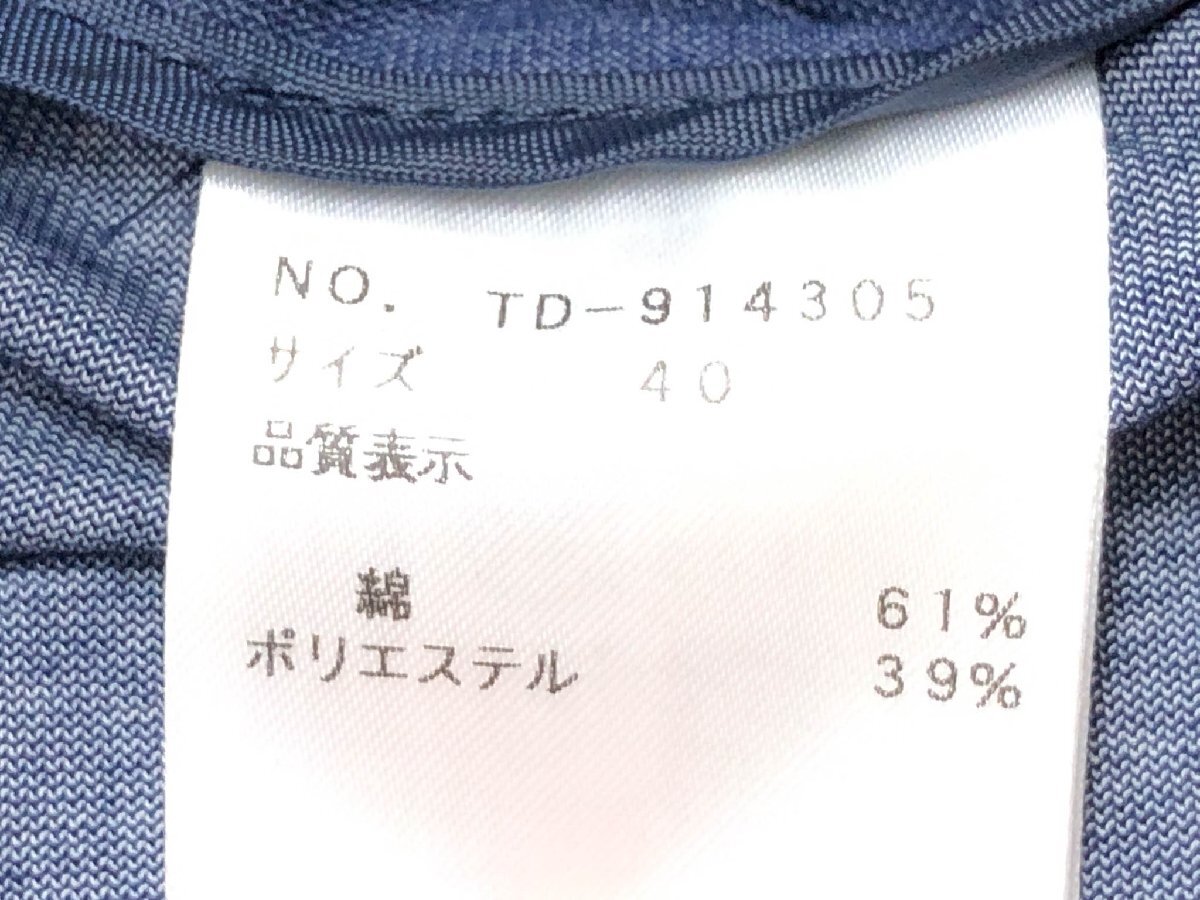 NO. TD-914305
サイズ 40
品質表示
綿 61%
ポリエステル 39%